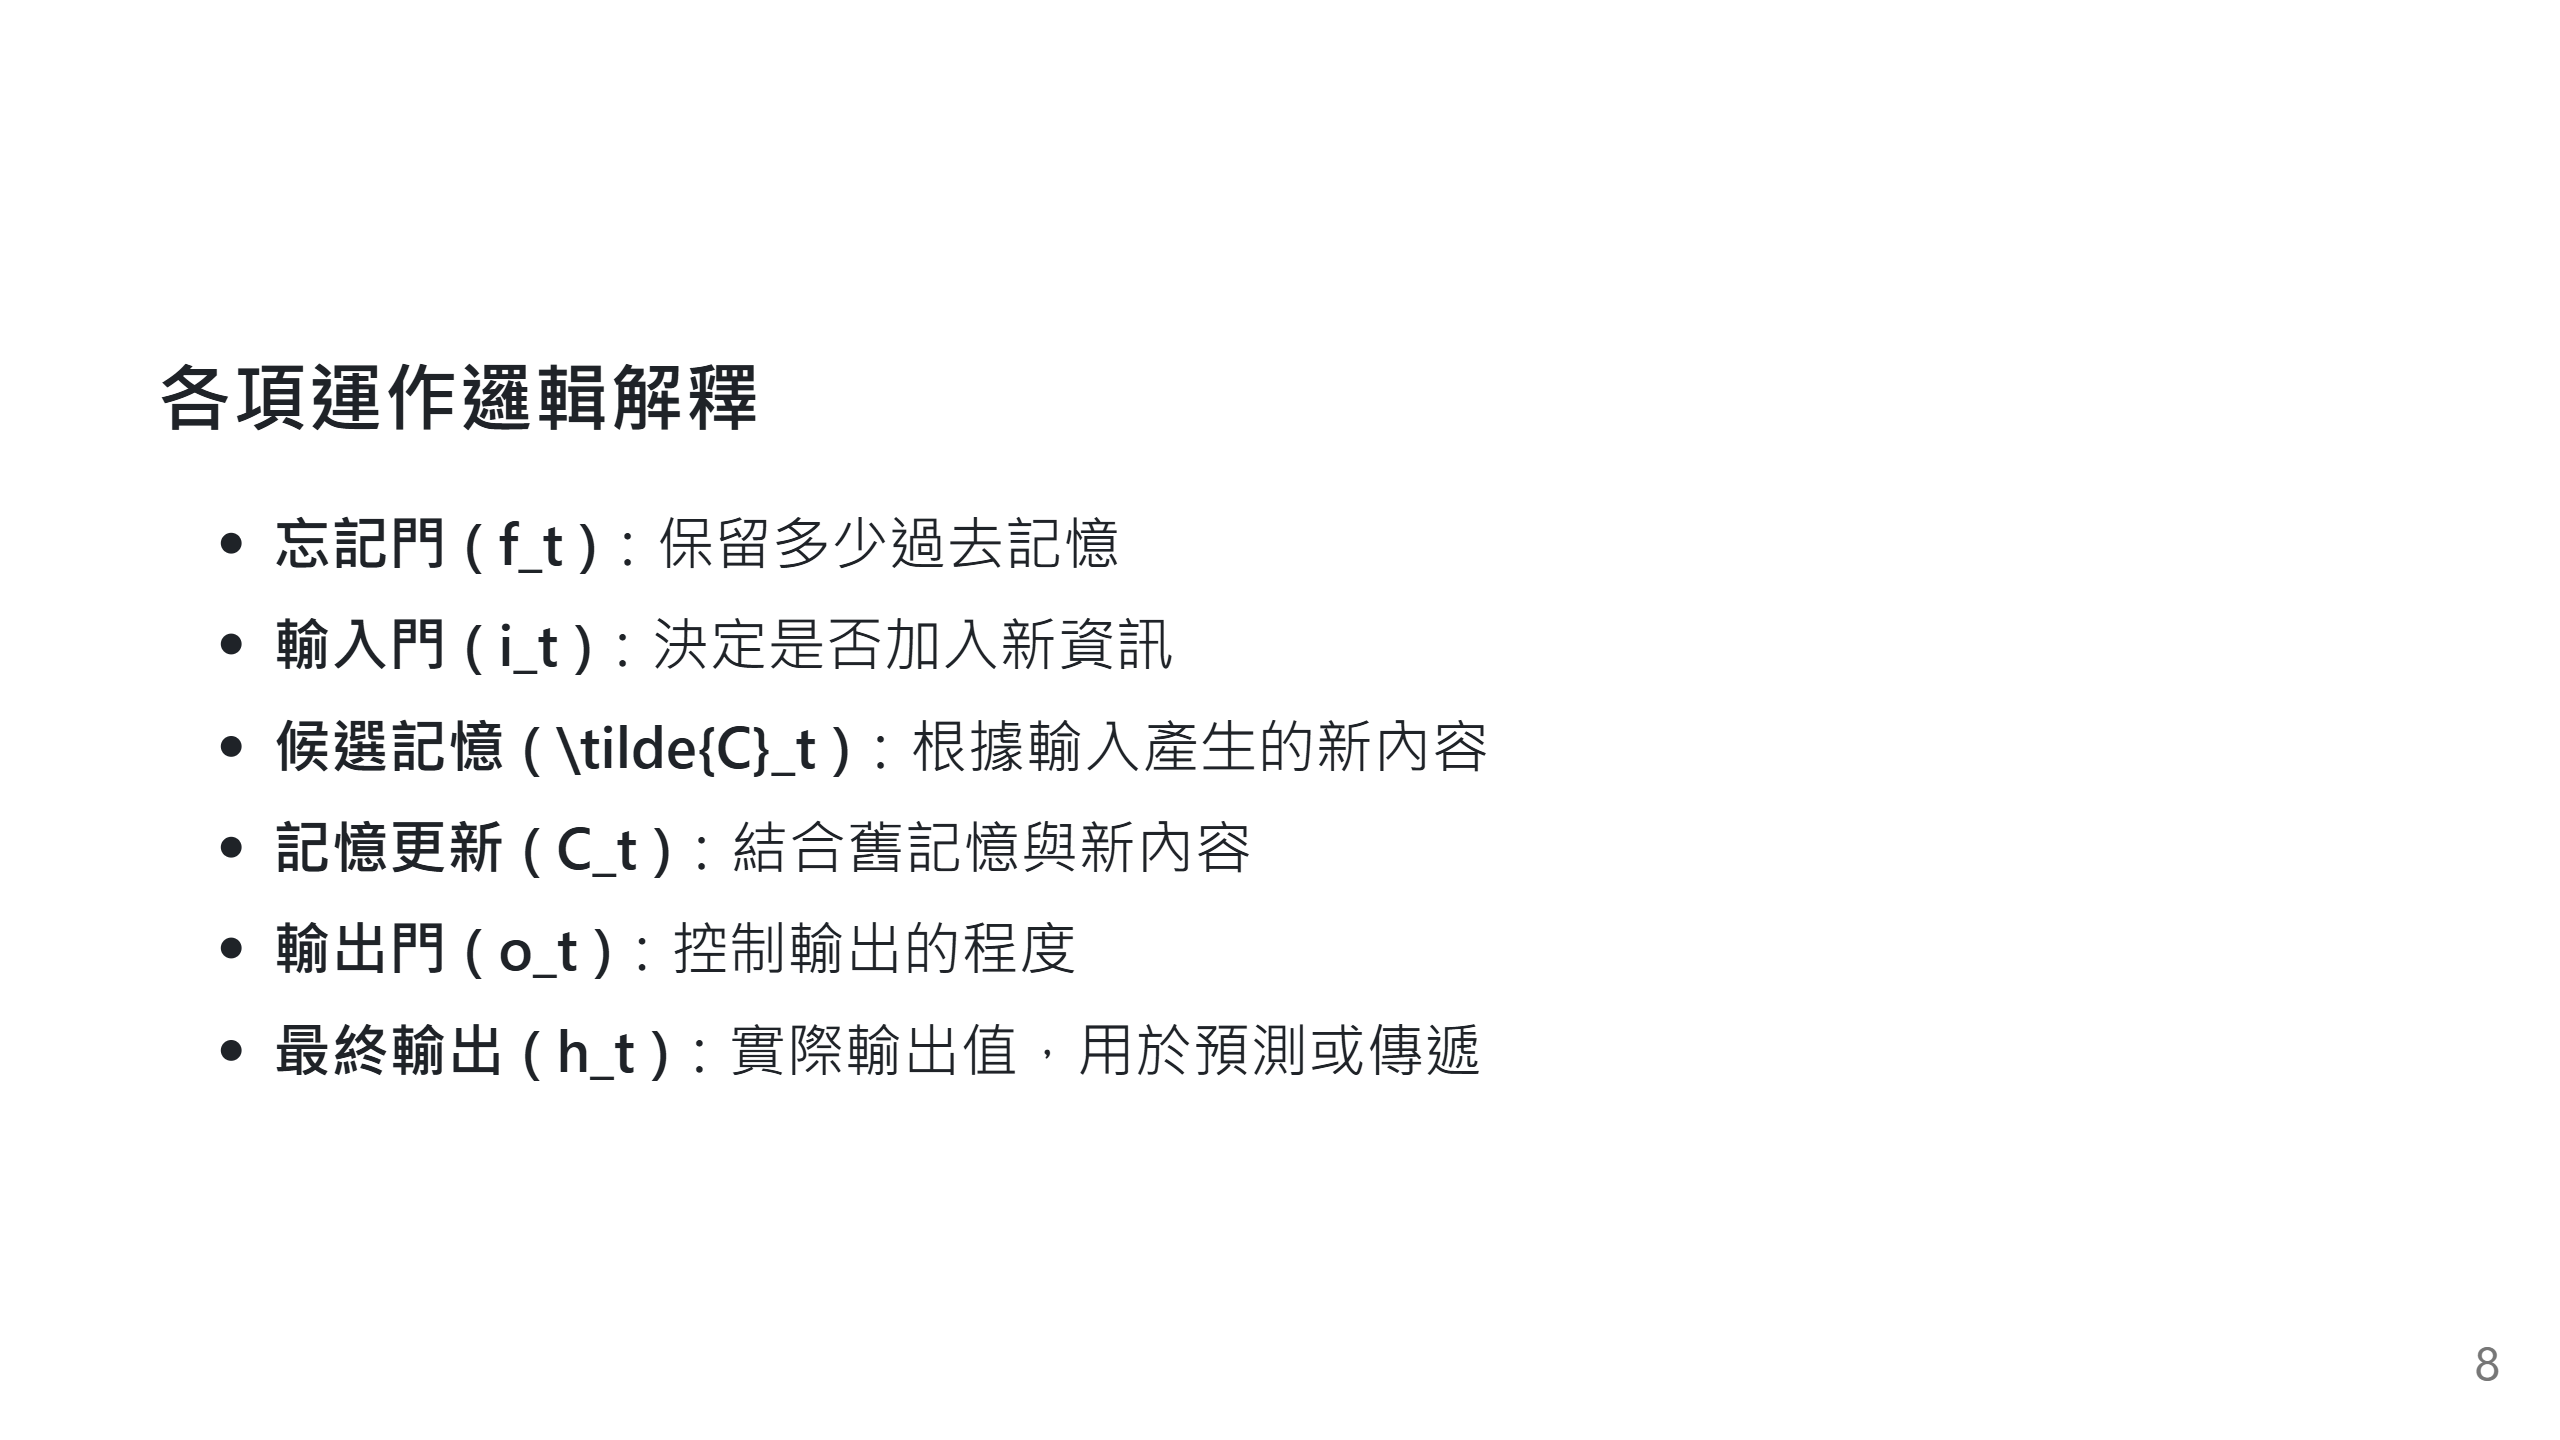 各項運作邏輯解釋
• 忘記門（f_t）：保留多少過去記憶
• 輸入門（i_t）：決定是否加入新資訊
• 候選記憶（\tilde{C}_t）：根據輸入產生的新內容
• 記憶更新（C_t）：結合舊記憶與新內容
• 輸出門（o_t）：控制輸出的程度
• 最終輸出（h_t）：實際輸出值，用於預測或傳遞
8